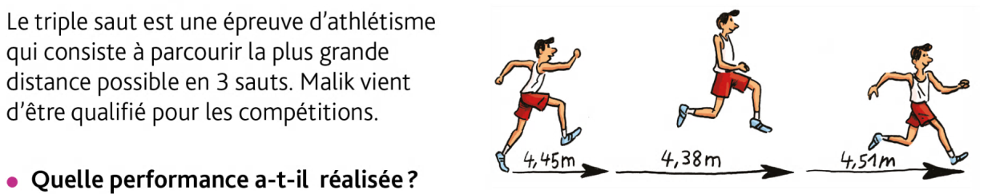 Le triple saut est une épreuve d'athlétisme
qui consiste à parcourir la plus grande
distance possible en 3 sauts. Malik vient
d'être qualifié pour les compétitions.
• Quelle performance a-t-il réalisée ?
4,45m
4,38m
4,51m